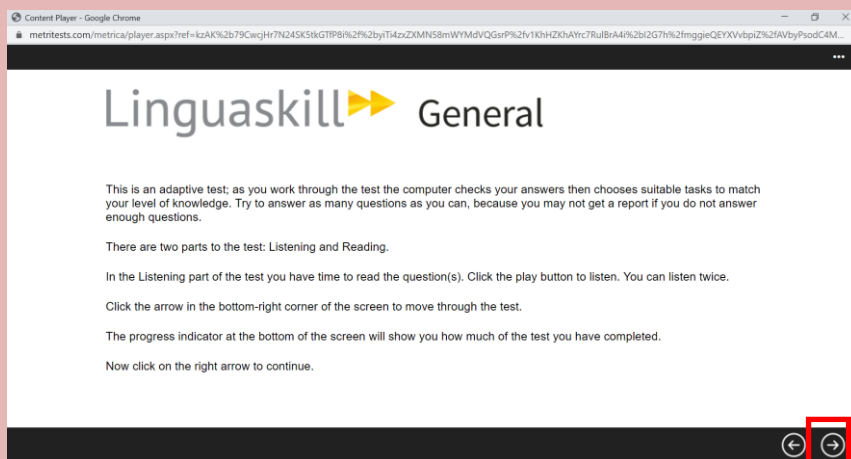 Content Player - Google Chrome
metritests.com/metrica/player.aspx?ref=kzAK%2b79CwcjHr7N24SK5tkGTfP8i%2f%2byiTi4zxZXMN58mWYMdVQGsrP%2fv1KhHZKhAYrc7RulBrA4i%2bI2G7h%2fmggieQEYXVvbpiZ%2fAVbyPsodC4M...
Linguaskill General
This is an adaptive test; as you work through the test the computer checks your answers then chooses suitable tasks to match
your level of knowledge. Try to answer as many questions as you can, because you may not get a report if you do not answer
enough questions.
There are two parts to the test: Listening and Reading.
In the Listening part of the test you have time to read the question(s). Click the play button to listen. You can listen twice.
Click the arrow in the bottom-right corner of the screen to move through the test.
The progress indicator at the bottom of the screen will show you how much of the test you have completed.
Now click on the right arrow to continue.